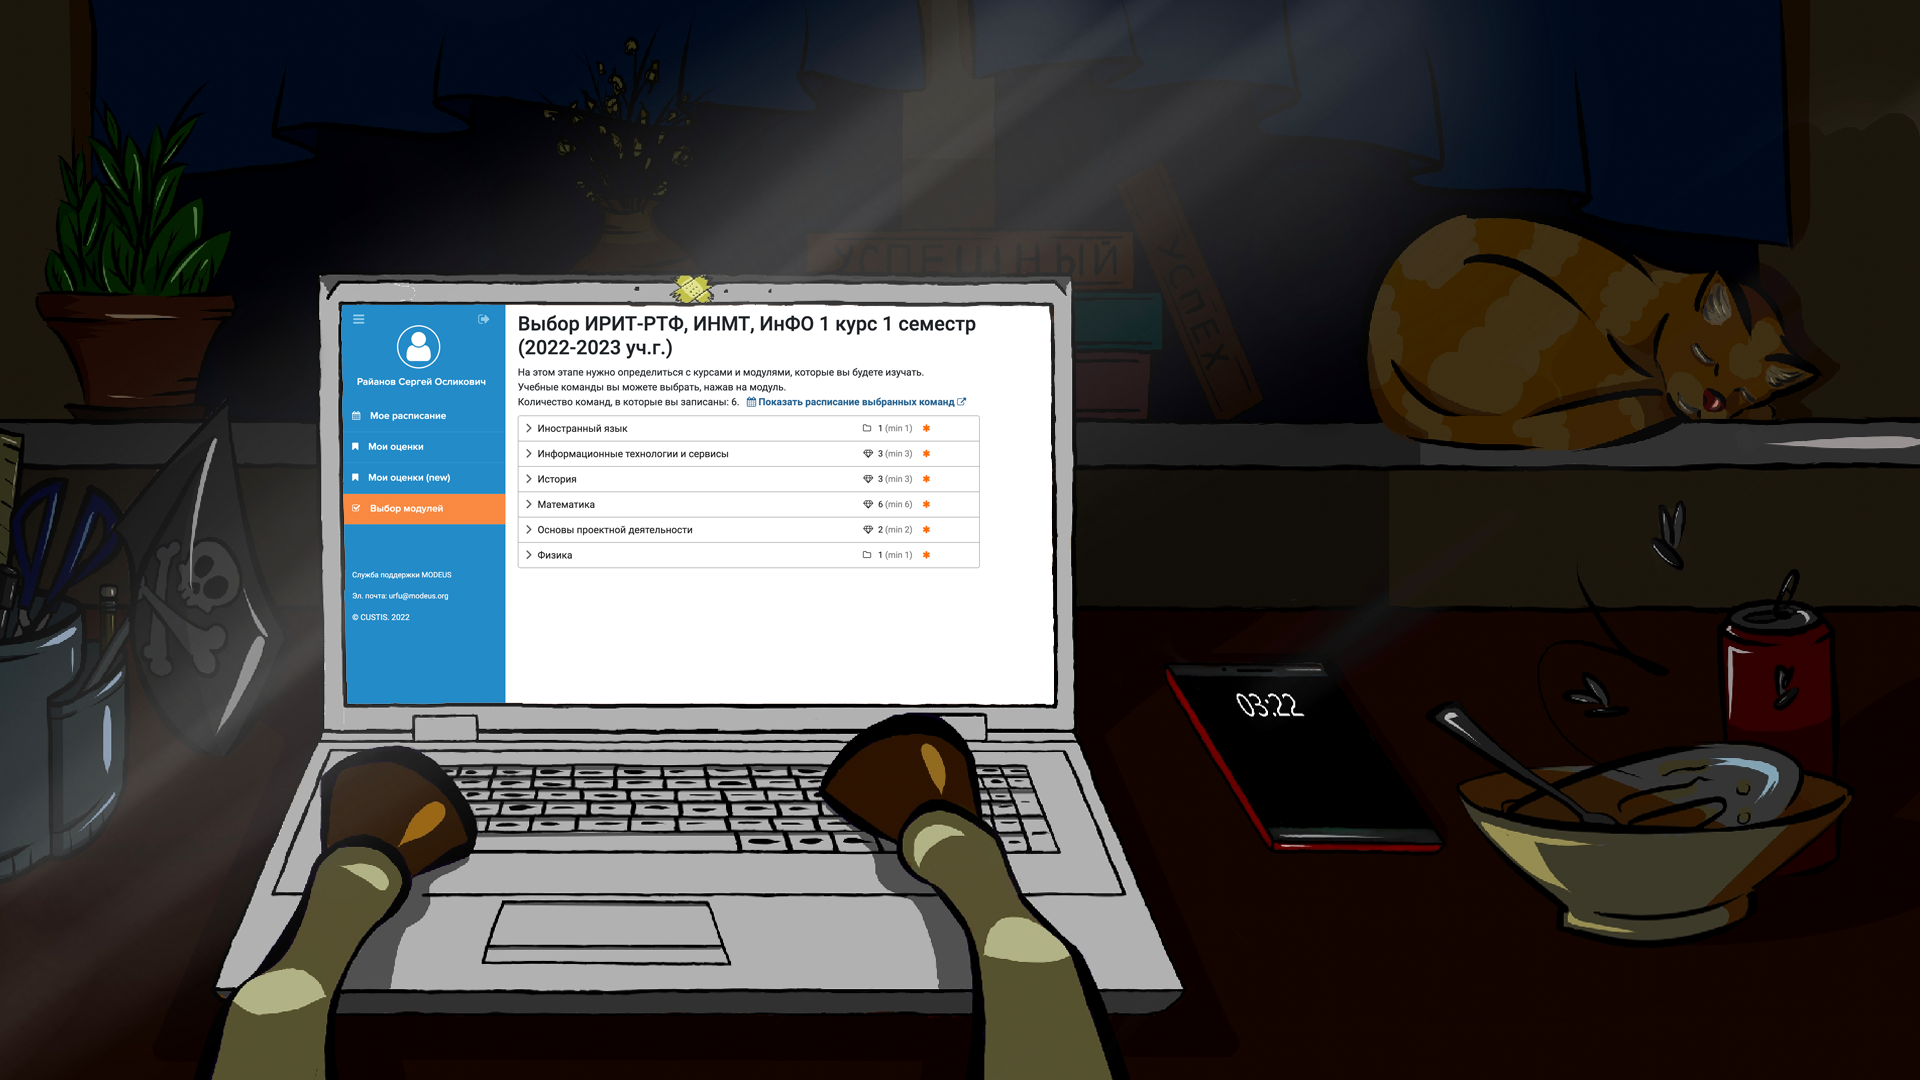 УСПЕШНЫЙ
УСПЕХ
Райанов Сергей Осликович
Мое расписание
Мои оценки
Мои оценки (new)
Выбор модулей
Служба поддержки MODEUS
Эл. почта: urfu@modeus.org
© CUSTIS. 2022
Выбор ИРИТ-РТФ, ИНМТ, ИнФО 1 курс 1 семестр
(2022-2023 уч.г.)
На этом этапе нужно определиться с курсами и модулями, которые вы будете изучать.
Учебные команды вы можете выбрать, нажав на модуль.
Количество команд, в которые вы записаны: 6. Показать расписание выбранных команд
Иностранный язык 1 (min 1) *
Информационные технологии и сервисы 3 (min 3) *
История 3 (min 3) *
Математика 6 (min 6) *
Основы проектной деятельности 2 (min 2) *
Физика 1 (min 1) *
03:22